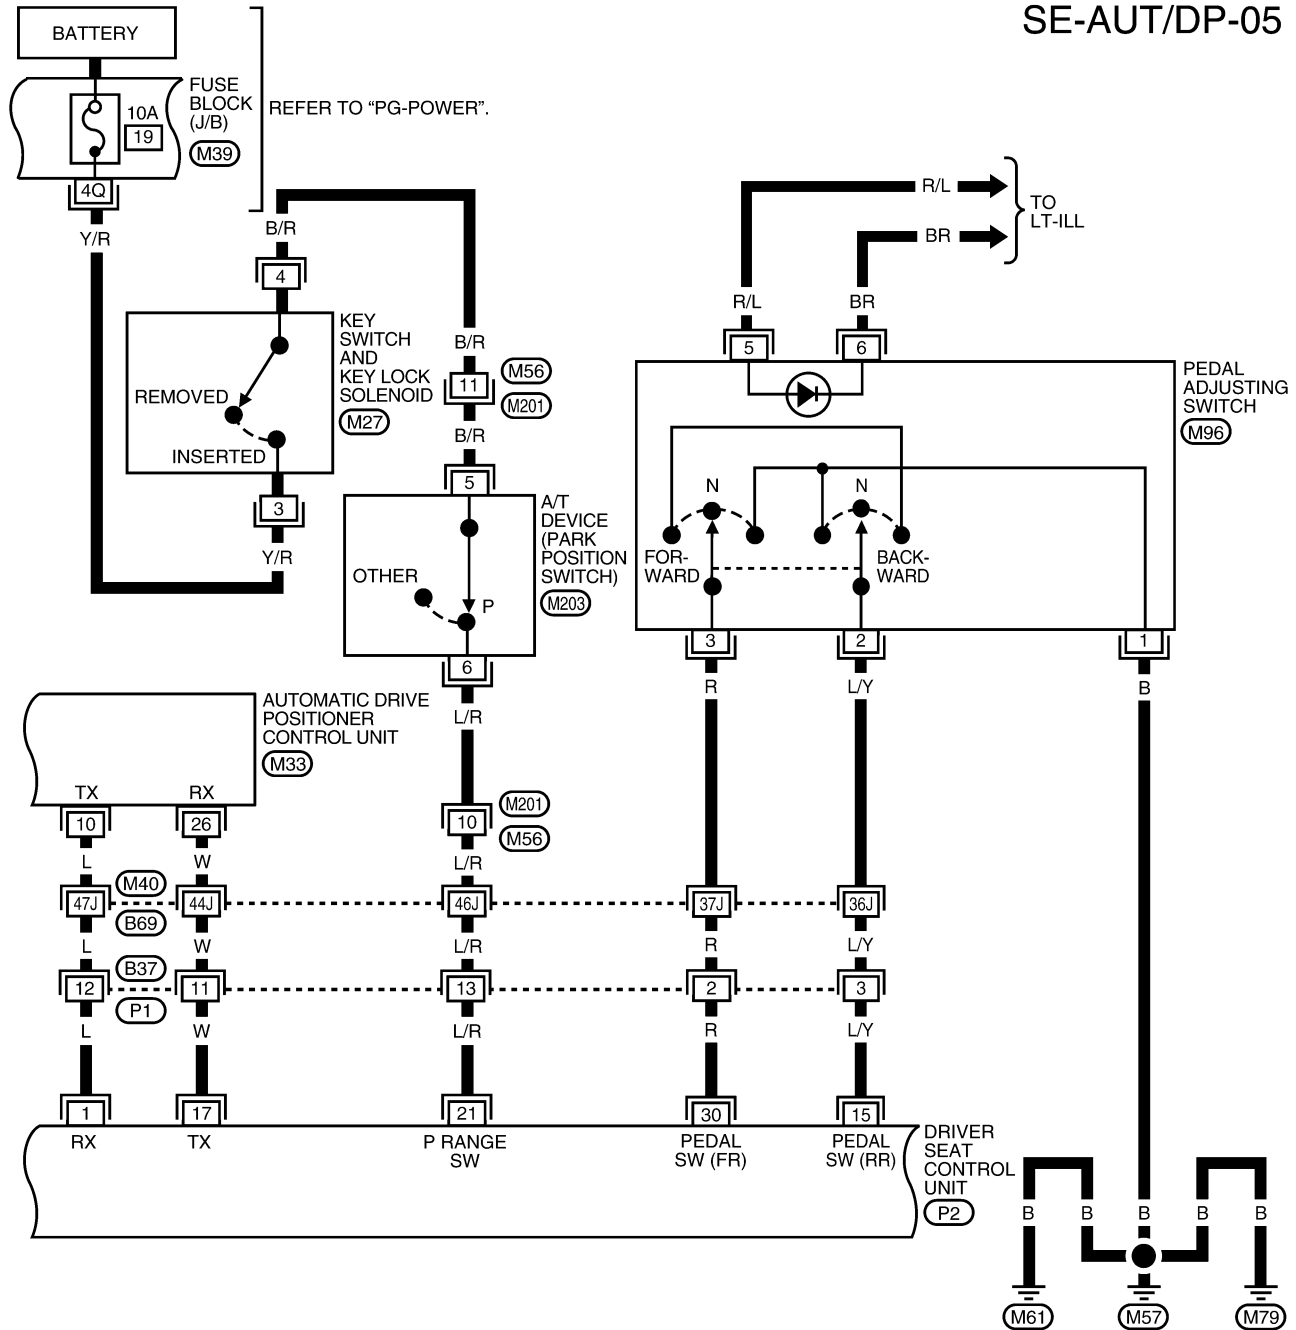 SE-AUT/DP-05
BATTERY
FUSE
BLOCK
(J/B)
M39
10A
19
4Q
REFER TO “PG-POWER”.
Y/R
B/R
4
KEY
SWITCH
AND
KEY LOCK
SOLENOID
M27
REMOVED
INSERTED
3
Y/R
B/R
11
M56
M201
B/R
5
A/T
DEVICE
(PARK
POSITION
SWITCH)
M203
OTHER
P
6
L/R
10
M201
M56
L/R
R/L
BR
TO
LT-ILL
R/L
BR
5
6
PEDAL
ADJUSTING
SWITCH
M96
N
N
FOR-
WARD
BACK-
WARD
3
2
1
R
L/Y
B
AUTOMATIC DRIVE
POSITIONER
CONTROL UNIT
M33
TX
RX
10
26
L
W
M40
47J
44J
46J
37J
36J
B69
L
W
L/R
R
L/Y
B37
12
11
13
2
3
P1
L
W
L/R
R
L/Y
1
17
21
30
15
RX
TX
P RANGE
SW
PEDAL
SW (FR)
PEDAL
SW (RR)
DRIVER
SEAT
CONTROL
UNIT
P2
B
B
B
B
B
M61
M57
M79